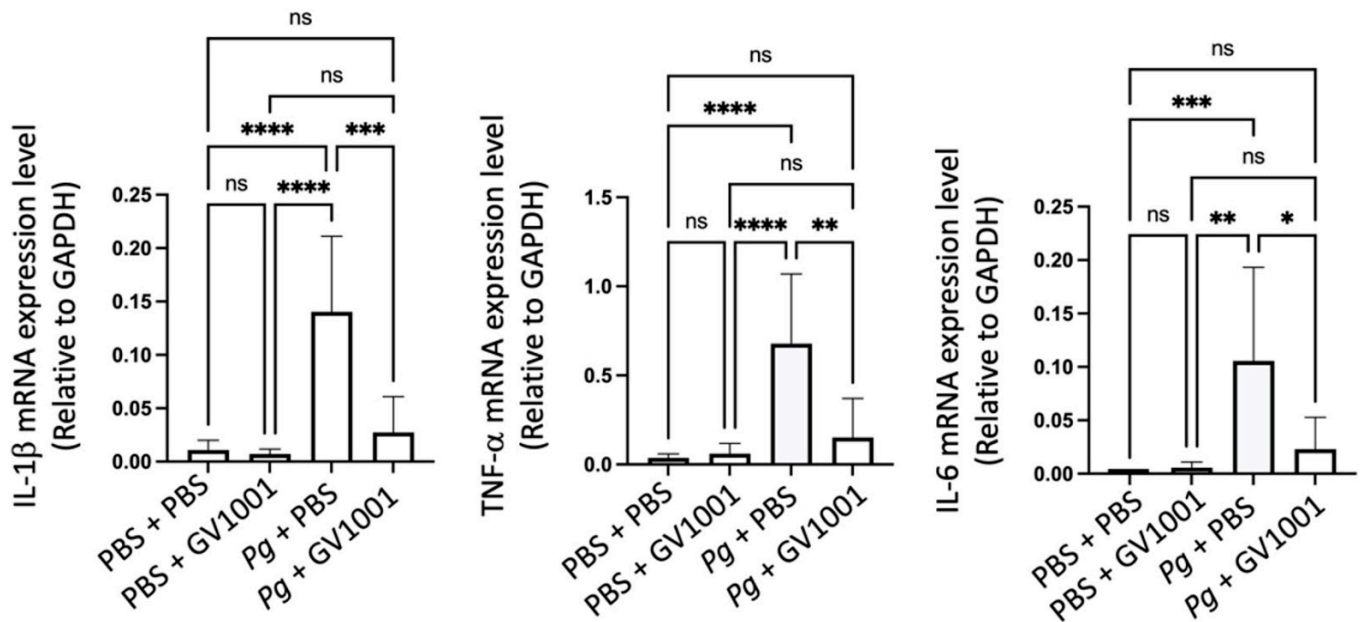 ns
ns
**** ***
ns ****
IL-1β mRNA expression level
(Relative to GAPDH)
0.25
0.20
0.15
0.10
0.05
0.00
PBS + PBS
PBS + GV1001
Pg + PBS
Pg + GV1001
ns
****
ns
ns **** **
TNF-α mRNA expression level
(Relative to GAPDH)
1.5
1.0
0.5
0.0
PBS + PBS
PBS + GV1001
Pg + PBS
Pg + GV1001
ns
***
ns
ns ** *
IL-6 mRNA expression level
(Relative to GAPDH)
0.25
0.20
0.15
0.10
0.05
0.00
PBS + PBS
PBS + GV1001
Pg + PBS
Pg + GV1001